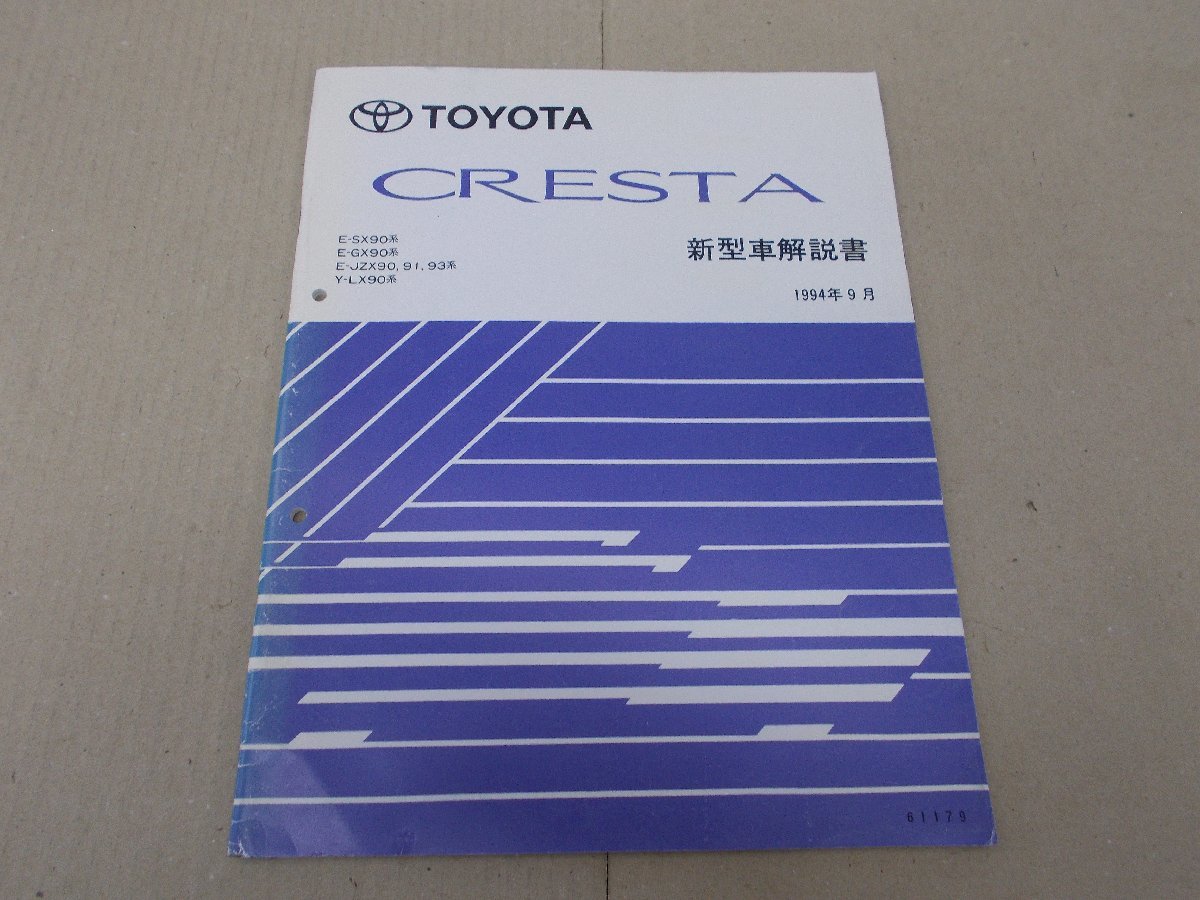 TOYOTA
CRESTA
E-SX90系
E-GX90系
E-JZX90, 91, 93系
Y-LX90系
新型車解説書
1994年9月
61179